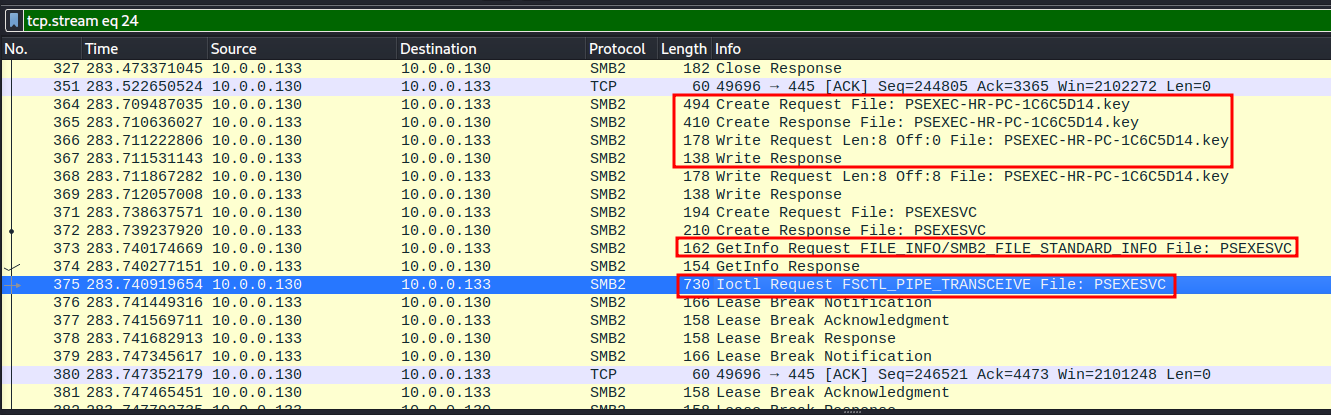 tcp.stream eq 24
No. Time Source Destination Protocol Length Info
327 283.473371045 10.0.0.133 10.0.0.130 SMB2 182 Close Response
351 283.522650524 10.0.0.130 10.0.0.133 TCP 60 49696 → 445 [ACK] Seq=244805 Ack=3365 Win=2102272 Len=0
364 283.709487035 10.0.0.130 10.0.0.133 SMB2 494 Create Request File: PSEXEC-HR-PC-1C6C5D14.key
365 283.710636027 10.0.0.133 10.0.0.130 SMB2 410 Create Response File: PSEXEC-HR-PC-1C6C5D14.key
366 283.711222806 10.0.0.130 10.0.0.133 SMB2 178 Write Request Len:8 Off:0 File: PSEXEC-HR-PC-1C6C5D14.key
367 283.711531143 10.0.0.133 10.0.0.130 SMB2 138 Write Response
368 283.711867282 10.0.0.130 10.0.0.133 SMB2 178 Write Request Len:8 Off:8 File: PSEXEC-HR-PC-1C6C5D14.key
369 283.712057008 10.0.0.133 10.0.0.130 SMB2 138 Write Response
371 283.738637571 10.0.0.130 10.0.0.133 SMB2 194 Create Request File: PSEXESVC
372 283.739237920 10.0.0.133 10.0.0.130 SMB2 210 Create Response File: PSEXESVC
373 283.740174669 10.0.0.130 10.0.0.133 SMB2 162 GetInfo Request FILE_INFO/SMB2_FILE_STANDARD_INFO File: PSEXESVC
374 283.740277151 10.0.0.133 10.0.0.130 SMB2 154 GetInfo Response
375 283.740919654 10.0.0.130 10.0.0.133 SMB2 730 Ioctl Request FSCTL_PIPE_TRANSCEIVE File: PSEXESVC
376 283.741449316 10.0.0.133 10.0.0.130 SMB2 166 Lease Break Notification
377 283.741569711 10.0.0.130 10.0.0.133 SMB2 158 Lease Break Acknowledgment
378 283.741682913 10.0.0.133 10.0.0.130 SMB2 158 Lease Break Response
379 283.747345617 10.0.0.133 10.0.0.130 SMB2 166 Lease Break Notification
380 283.747352179 10.0.0.130 10.0.0.133 TCP 60 49696 → 445 [ACK] Seq=246521 Ack=4473 Win=2101248 Len=0
381 283.747465451 10.0.0.130 10.0.0.133 SMB2 158 Lease Break Acknowledgment